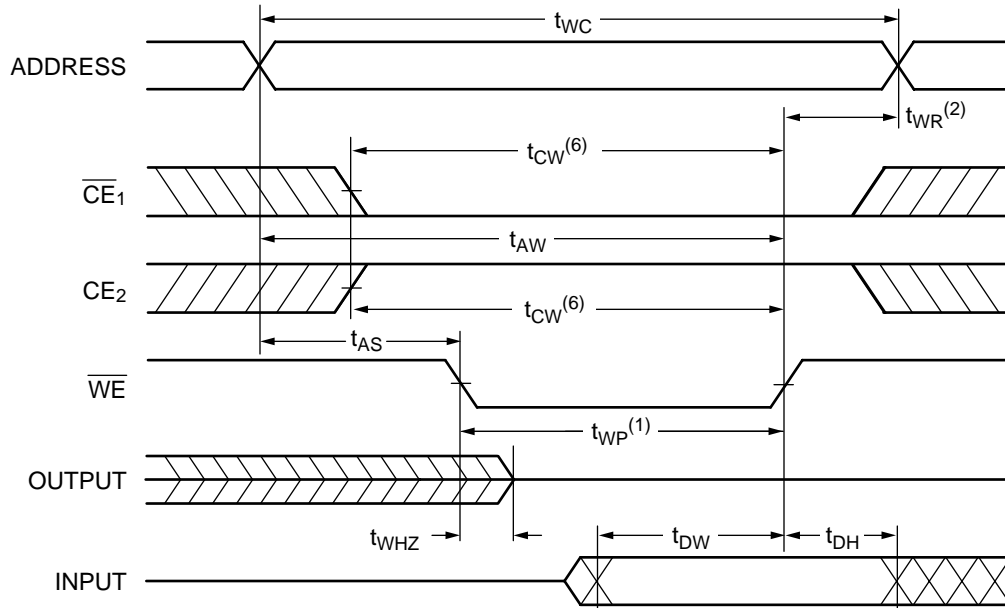 tWC
ADDRESS
tWR(2)
tCW(6)
CE1
tAW
CE2
tCW(6)
tAS
WE
tWP(1)
OUTPUT
tWHZ
tDW
tDH
INPUT